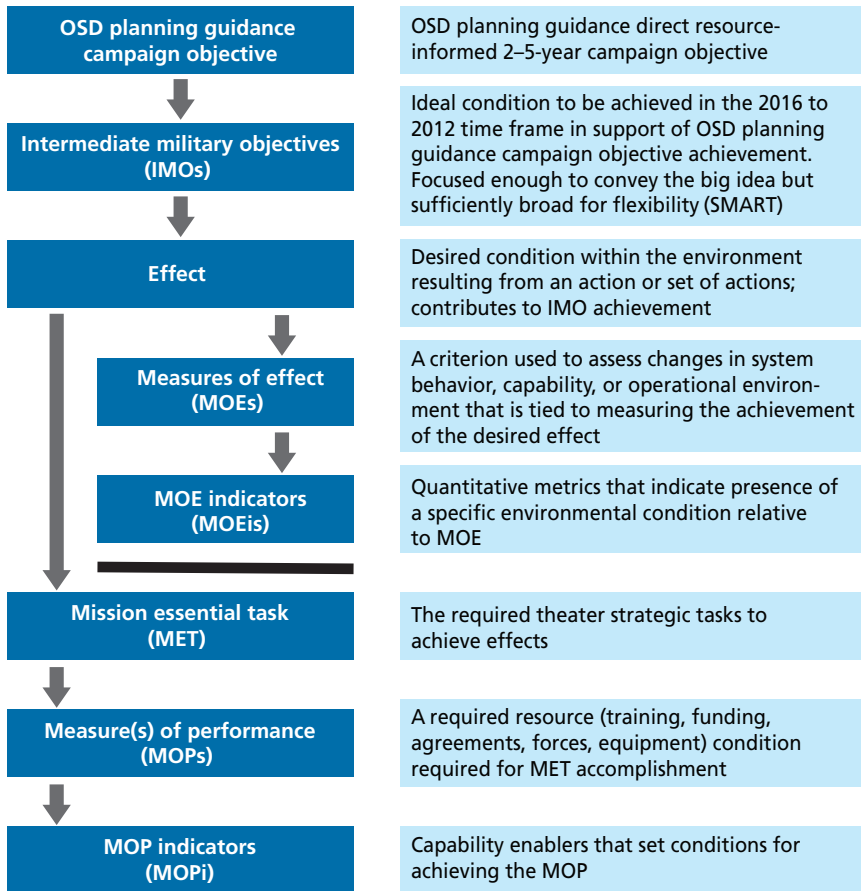 OSD planning guidance
campaign objective
OSD planning guidance direct resource-
informed 2–5-year campaign objective
Intermediate military objectives
(IMOs)
Ideal condition to be achieved in the 2016 to
2012 time frame in support of OSD planning
guidance campaign objective achievement.
Focused enough to convey the big idea but
sufficiently broad for flexibility (SMART)
Effect
Desired condition within the environment
resulting from an action or set of actions;
contributes to IMO achievement
Measures of effect
(MOEs)
A criterion used to assess changes in system
behavior, capability, or operational environ-
ment that is tied to measuring the achievement
of the desired effect
MOE indicators
(MOEis)
Quantitative metrics that indicate presence of
a specific environmental condition relative
to MOE
Mission essential task
(MET)
The required theater strategic tasks to
achieve effects
Measure(s) of performance
(MOPs)
A required resource (training, funding,
agreements, forces, equipment) condition
required for MET accomplishment
MOP indicators
(MOPi)
Capability enablers that set conditions for
achieving the MOP